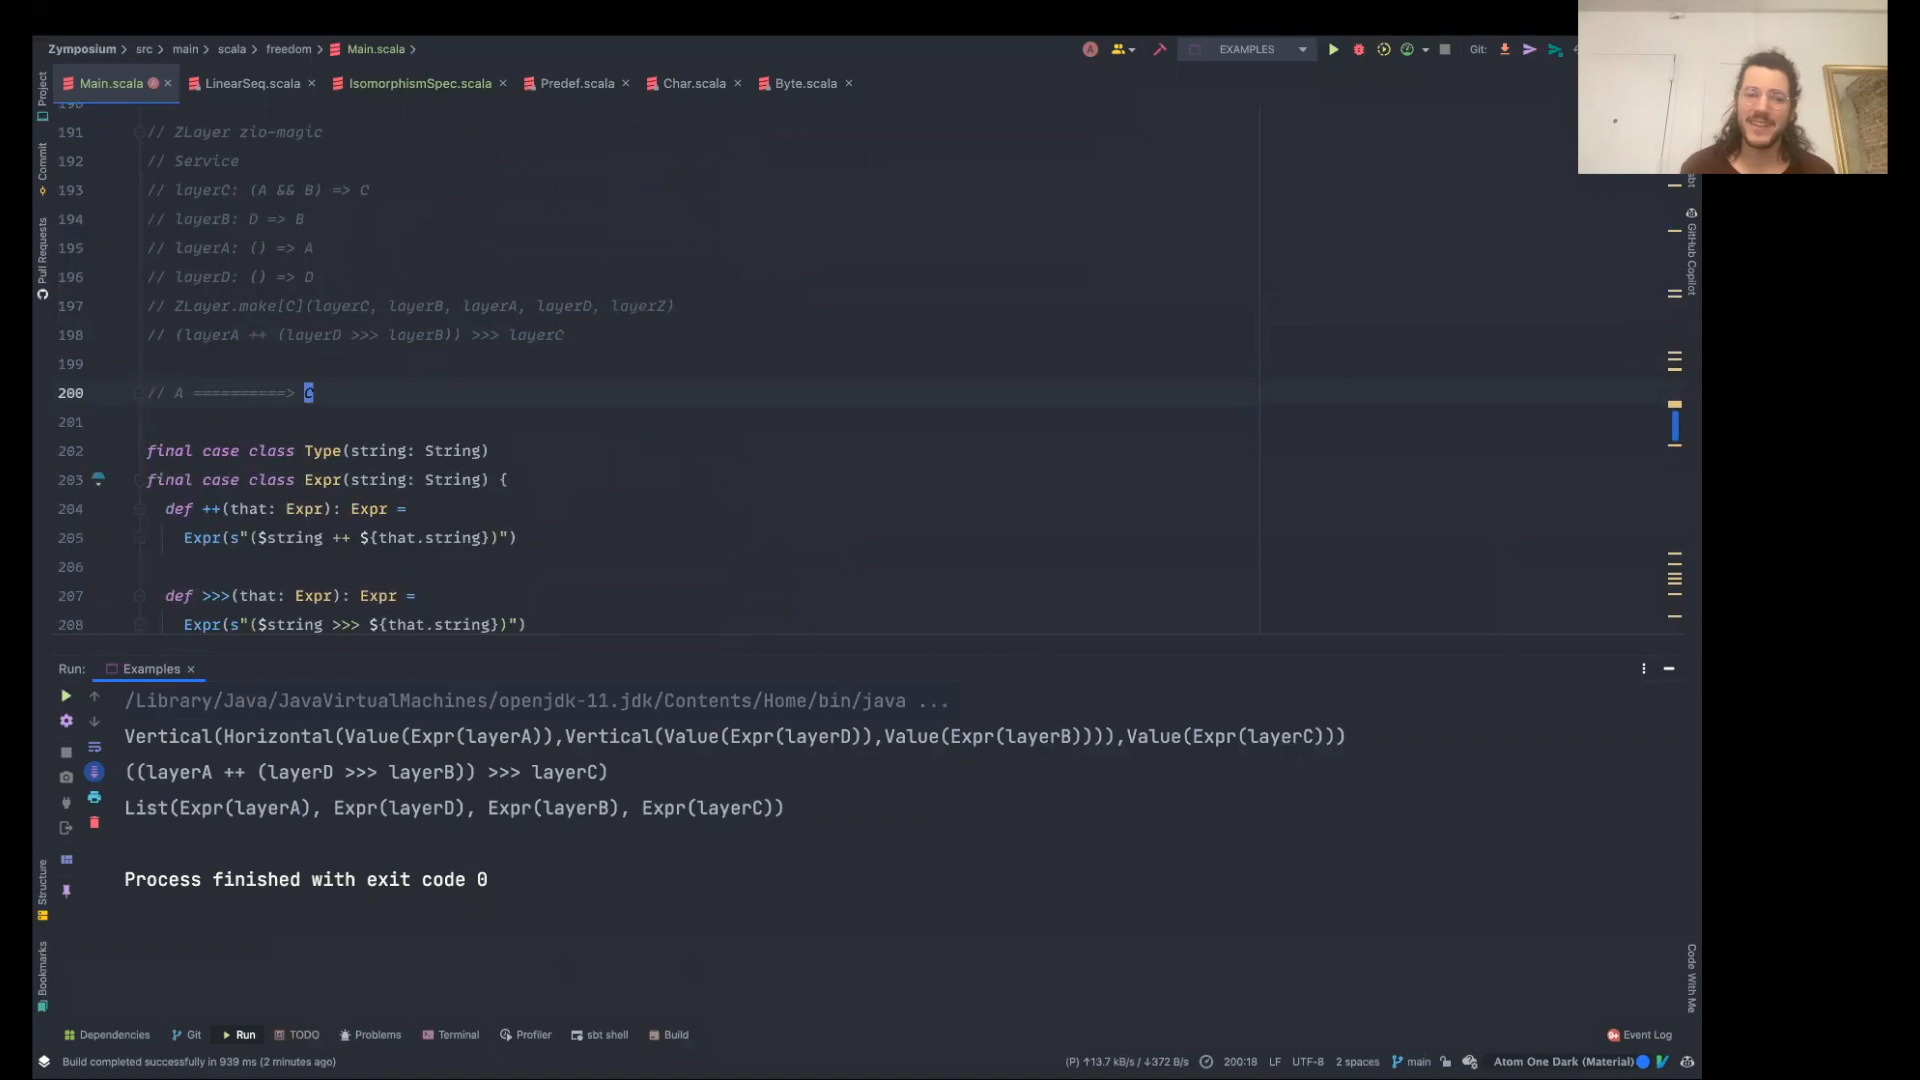 Zymposium > src > main > scala > freedom > Main.scala >
EXAMPLES
Git:
Main.scala
LinearSeq.scala
IsomorphismSpec.scala
Predef.scala
Char.scala
Byte.scala
Project
Commit
Pull Requests
Structure
Bookmarks
sbt
GitHub Copilot
Code With Me
190
191 // ZLayer zio-magic
192 // Service
193 // layerC: (A && B) => C
194 // layerB: D => B
195 // layerA: () => A
196 // layerD: () => D
197 // ZLayer.make[C](layerC, layerB, layerA, layerD, layerZ)
198 // (layerA ++ (layerD >>> layerB)) >>> layerC
199
200 // A ==========> C
201
202 final case class Type(string: String)
203 final case class Expr(string: String) {
204 def ++(that: Expr): Expr =
205 Expr(s"($string ++ ${that.string})")
206
207 def >>>(that: Expr): Expr =
208 Expr(s"($string >>> ${that.string})")
Run: Examples
/Library/Java/JavaVirtualMachines/openjdk-11.jdk/Contents/Home/bin/java ...
Vertical(Horizontal(Value(Expr(layerA)),Vertical(Value(Expr(layerD)),Value(Expr(layerB)))),Value(Expr(layerC)))
((layerA ++ (layerD >>> layerB)) >>> layerC)
List(Expr(layerA), Expr(layerD), Expr(layerB), Expr(layerC))
Process finished with exit code 0
Dependencies Git Run TODO Problems Terminal Profiler sbt shell Build Event Log
Build completed successfully in 939 ms (2 minutes ago)
(P) ↑13.7 kB/s / ↓372 B/s 200:18 LF UTF-8 2 spaces main Atom One Dark (Material)